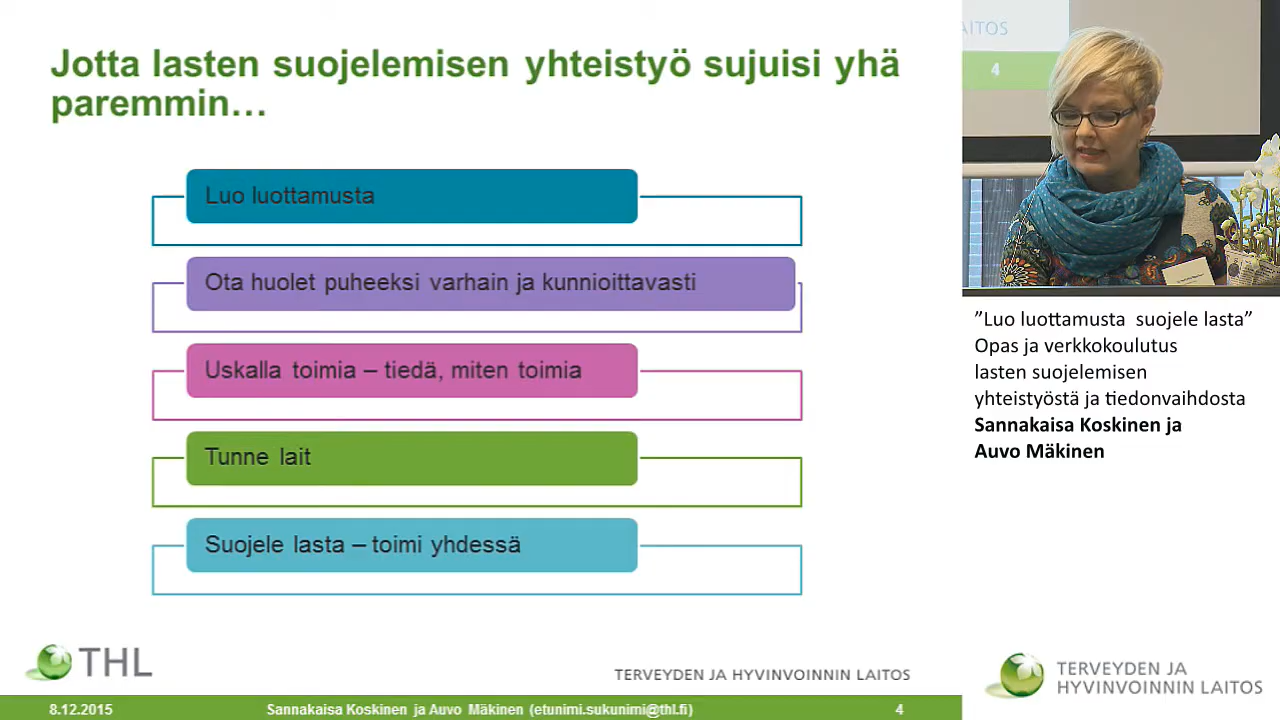 Jotta lasten suojelemisen yhteistyö sujuisi yhä
paremmin…
Luo luottamusta
Ota huolet puheeksi varhain ja kunnioittavasti
Uskalla toimia – tiedä, miten toimia
Tunne lait
Suojele lasta – toimi yhdessä
THL
TERVEYDEN JA HYVINVOINNIN LAITOS
8.12.2015
Sannakaisa Koskinen ja Auvo Mäkinen (etunimi.sukunimi@thl.fi)
4
LAITOS
4
”Luo luottamusta suojele lasta”
Opas ja verkkokoulutus
lasten suojelemisen
yhteistyöstä ja tiedonvaihdosta
Sannakaisa Koskinen ja
Auvo Mäkinen
TERVEYDEN JA
HYVINVOINNIN LAITOS